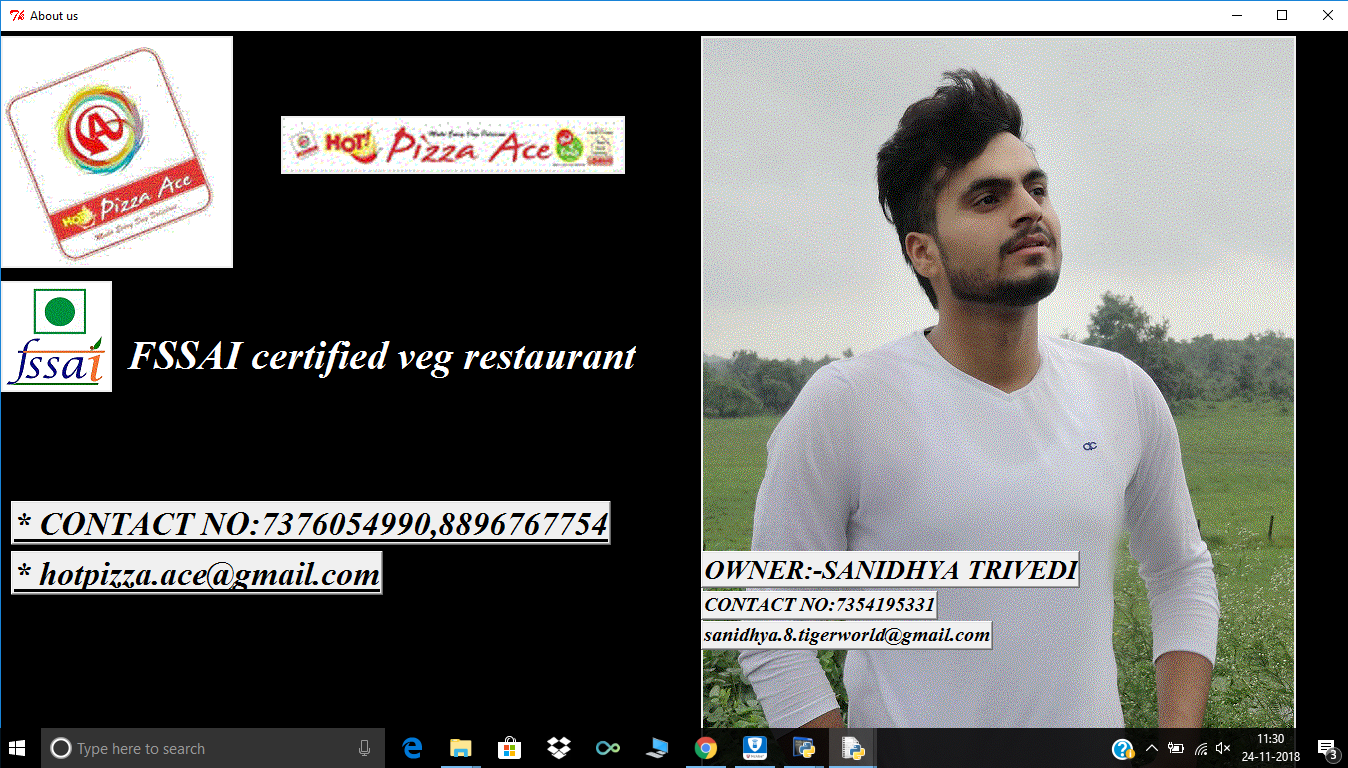 About us
HOT! Pizza Ace
Make Every Day Delicious
HOT! Pizza Ace
fssai
FSSAI certified veg restaurant
* CONTACT NO:7376054990,8896767754
* hotpizza.ace@gmail.com
OWNER:-SANIDHYA TRIVEDI
CONTACT NO:7354195331
sanidhya.8.tigerworld@gmail.com
Type here to search
11:30
24-11-2018
3